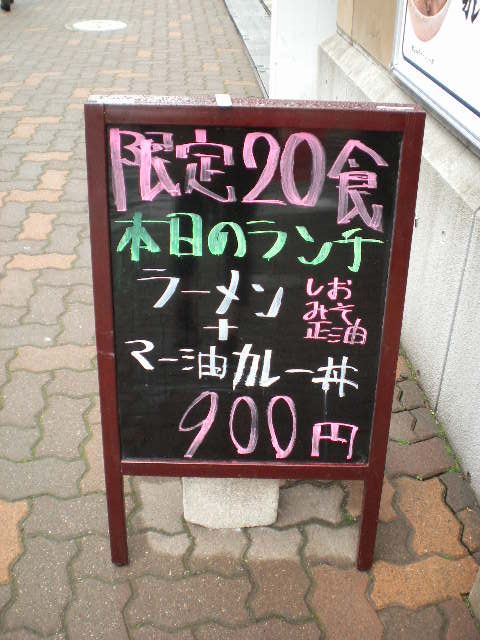 限定20食
本日のランチ
ラーメン
しお
みそ
正油
+
マー油カレー丼
900円